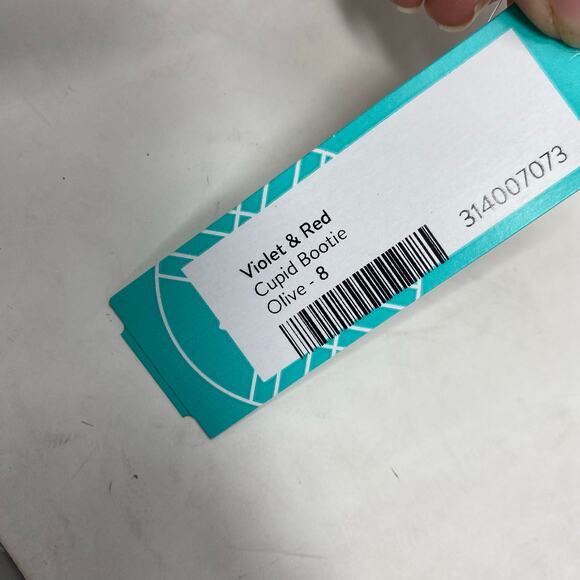 Violet & Red
Cupid Bootie
Olive - 8
314007073